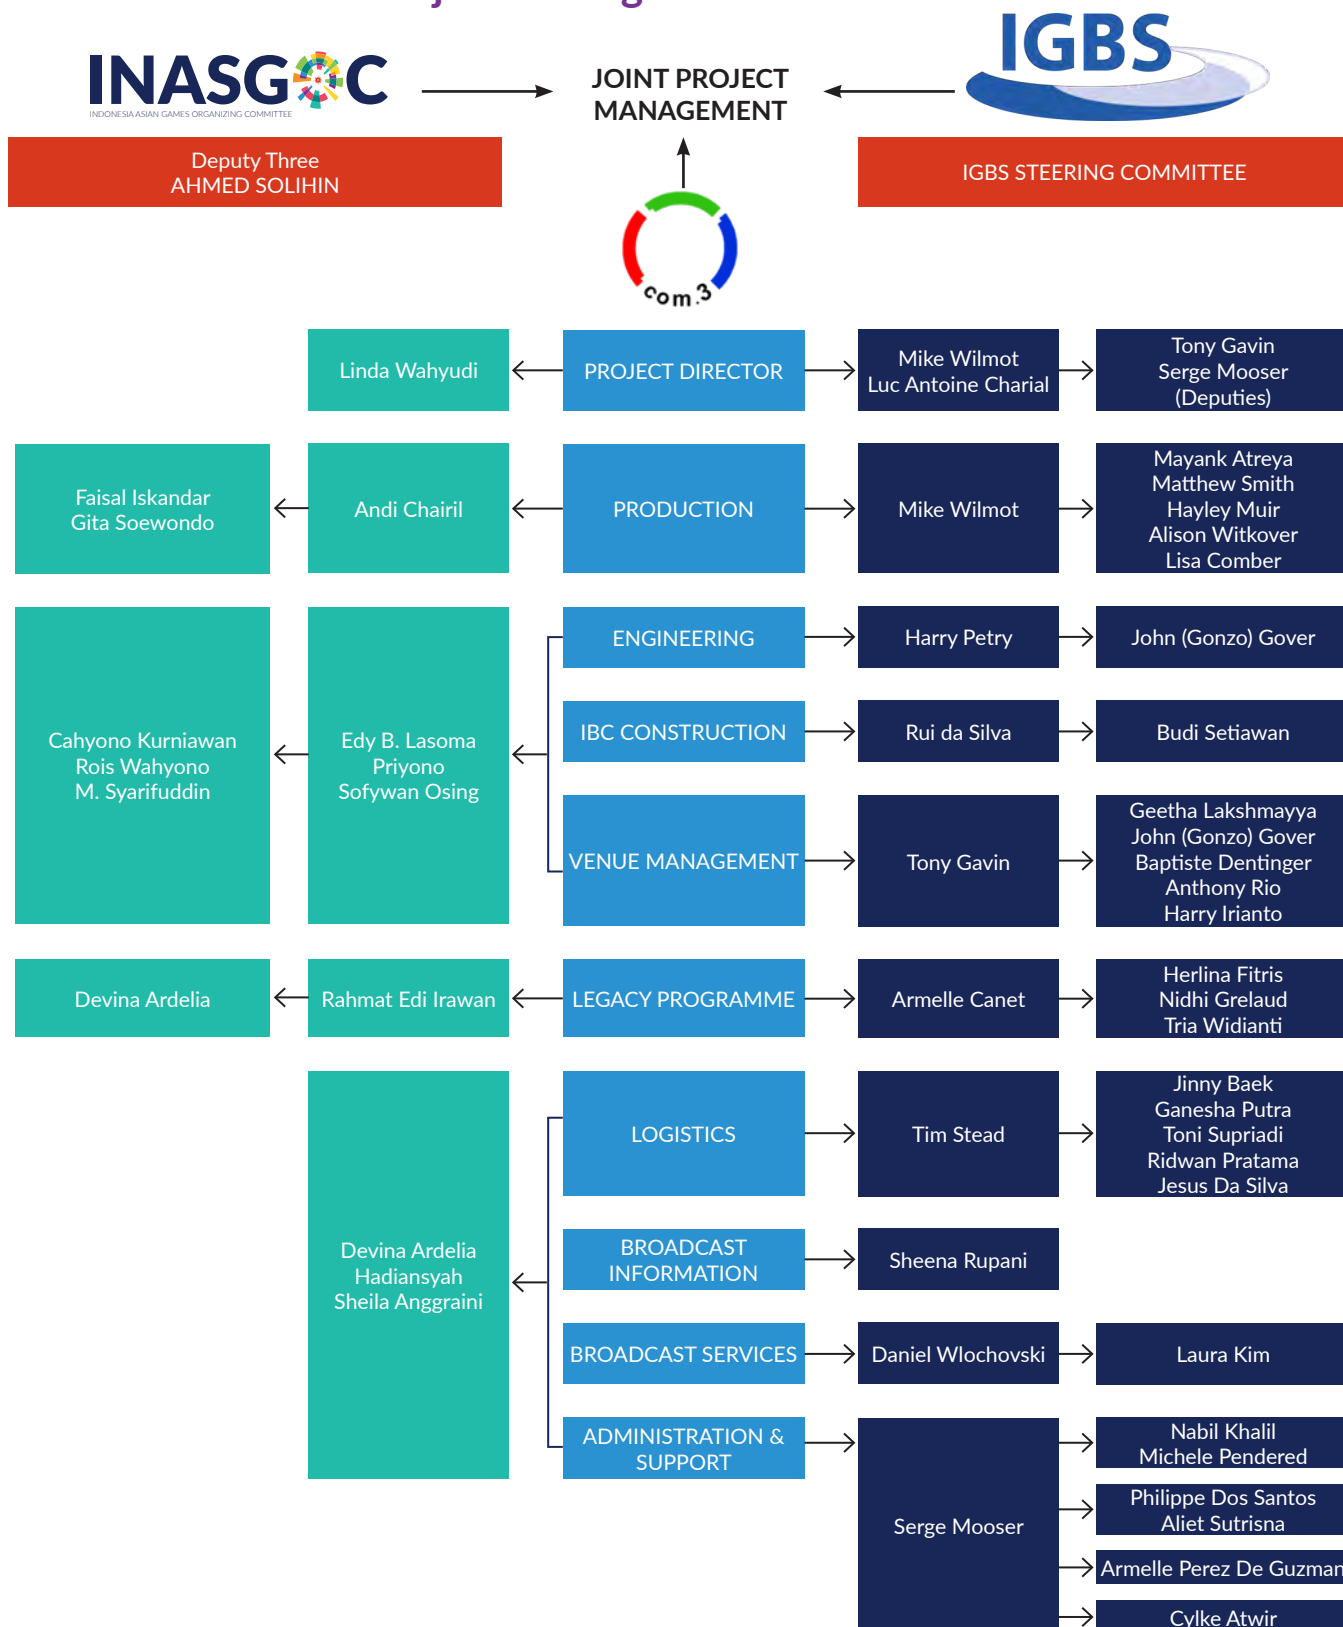 INASGOC
INDONESIA ASIAN GAMES ORGANIZING COMMITTEE
JOINT PROJECT
MANAGEMENT
IGBS
Deputy Three
AHMED SOLIHIN
IGBS STEERING COMMITTEE
com.3
Linda Wahyudi
PROJECT DIRECTOR
Mike Wilmot
Luc Antoine Charial
Tony Gavin
Serge Mooser
(Deputies)
Faisal Iskandar
Gita Soewondo
Andi Chairil
PRODUCTION
Mike Wilmot
Mayank Atreya
Matthew Smith
Hayley Muir
Alison Witkover
Lisa Comber
Cahyono Kurniawan
Rois Wahyono
M. Syarifuddin
Edy B. Lasoma
Priyono
Sofywan Osing
ENGINEERING
Harry Petry
John (Gonzo) Gover
IBC CONSTRUCTION
Rui da Silva
Budi Setiawan
VENUE MANAGEMENT
Tony Gavin
Geetha Lakshmayya
John (Gonzo) Gover
Baptiste Dentinger
Anthony Rio
Harry Irianto
Devina Ardelia
Rahmat Edi Irawan
LEGACY PROGRAMME
Armelle Canet
Herlina Fitris
Nidhi Grelaud
Tria Widianti
Devina Ardelia
Hadiansyah
Sheila Anggraini
LOGISTICS
Tim Stead
Jinny Baek
Ganesha Putra
Toni Supriadi
Ridwan Pratama
Jesus Da Silva
BROADCAST
INFORMATION
Sheena Rupani
BROADCAST SERVICES
Daniel Wlochovski
Laura Kim
ADMINISTRATION &
SUPPORT
Serge Mooser
Nabil Khalil
Michele Pendered
Philippe Dos Santos
Aliet Sutrisna
Armelle Perez De Guzman
Cylke Atwir